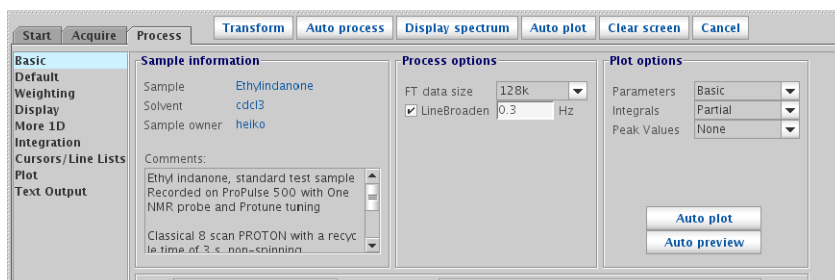 Start Acquire Process Transform Auto process Display spectrum Auto plot Clear screen Cancel
Basic
Default
Weighting
Display
More 1D
Integration
Cursors/Line Lists
Plot
Text Output
Sample information
Sample Ethylindanone
Solvent cdcl3
Sample owner heiko
Comments:
Ethyl indanone, standard test sample
Recorded on ProPulse 500 with One
NMR probe and Protune tuning
Classical 8 scan PROTON with a recyc
le time of 3 s, non-spinning
Process options
FT data size 128k
LineBroaden 0.3 Hz
Plot options
Parameters Basic
Integrals Partial
Peak Values None
Auto plot
Auto preview